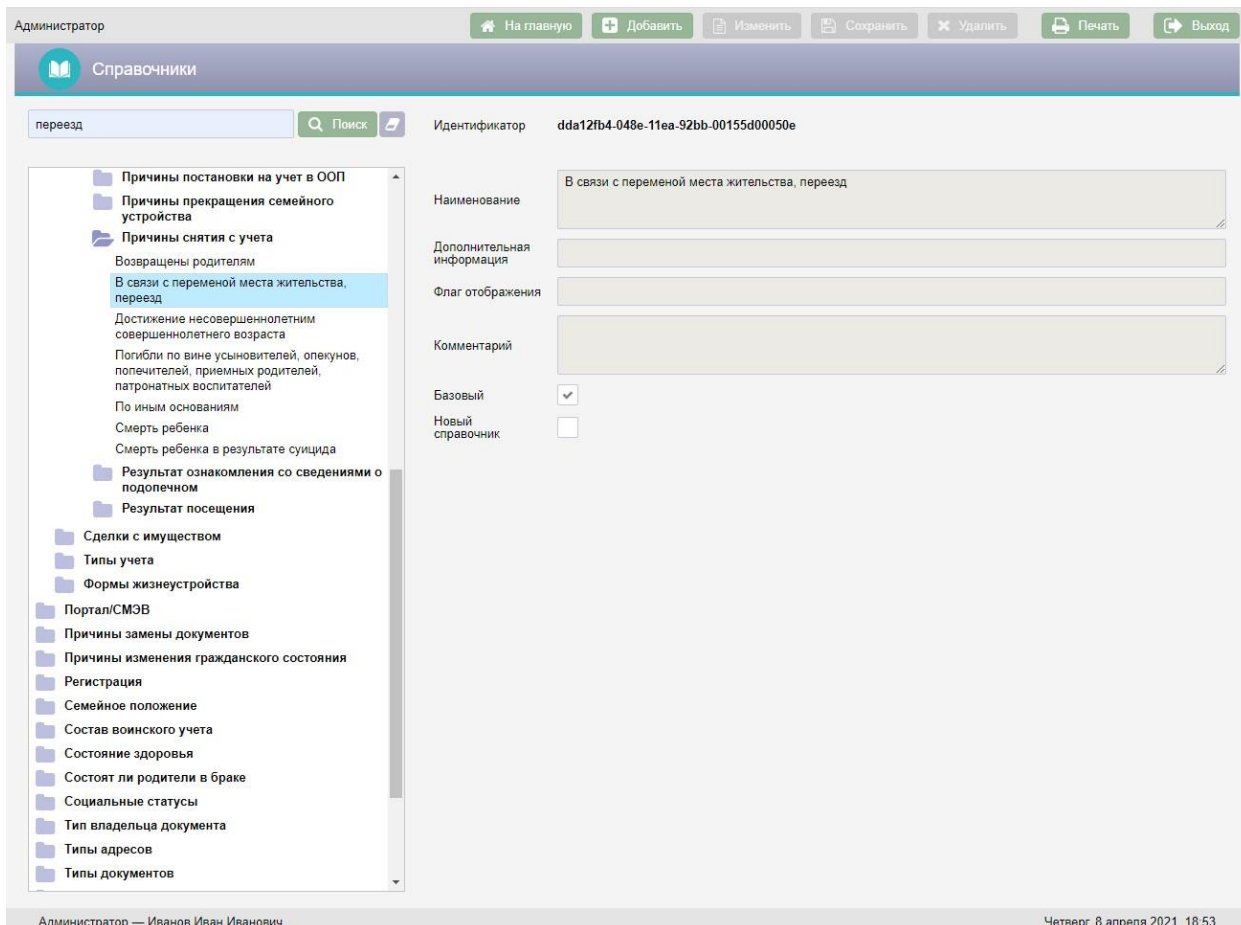 Администратор
На главную
Добавить
Изменить
Сохранить
Удалить
Печать
Выход
Справочники
переезд
Поиск
Идентификатор
dda12fb4-048e-11ea-92bb-00155d00050e
Причины постановки на учет в ООП
Причины прекращения семейного
устройства
Причины снятия с учета
Возвращены родителям
В связи с переменой места жительства,
переезд
Достижение несовершеннолетним
совершеннолетнего возраста
Погибли по вине усыновителей, опекунов,
попечителей, приемных родителей,
патронатных воспитателей
По иным основаниям
Смерть ребенка
Смерть ребенка в результате суицида
Результат ознакомления со сведениями о
подопечном
Результат посещения
Сделки с имуществом
Типы учета
Формы жизнеустройства
Портал/СМЭВ
Причины замены документов
Причины изменения гражданского состояния
Регистрация
Семейное положение
Состав воинского учета
Состояние здоровья
Состоят ли родители в браке
Социальные статусы
Тип владельца документа
Типы адресов
Типы документов
Наименование
В связи с переменой места жительства, переезд
Дополнительная
информация
Флаг отображения
Комментарий
Базовый
Новый
справочник
Администратор — Иванов Иван Иванович
Четверг, 8 апреля 2021, 18:53